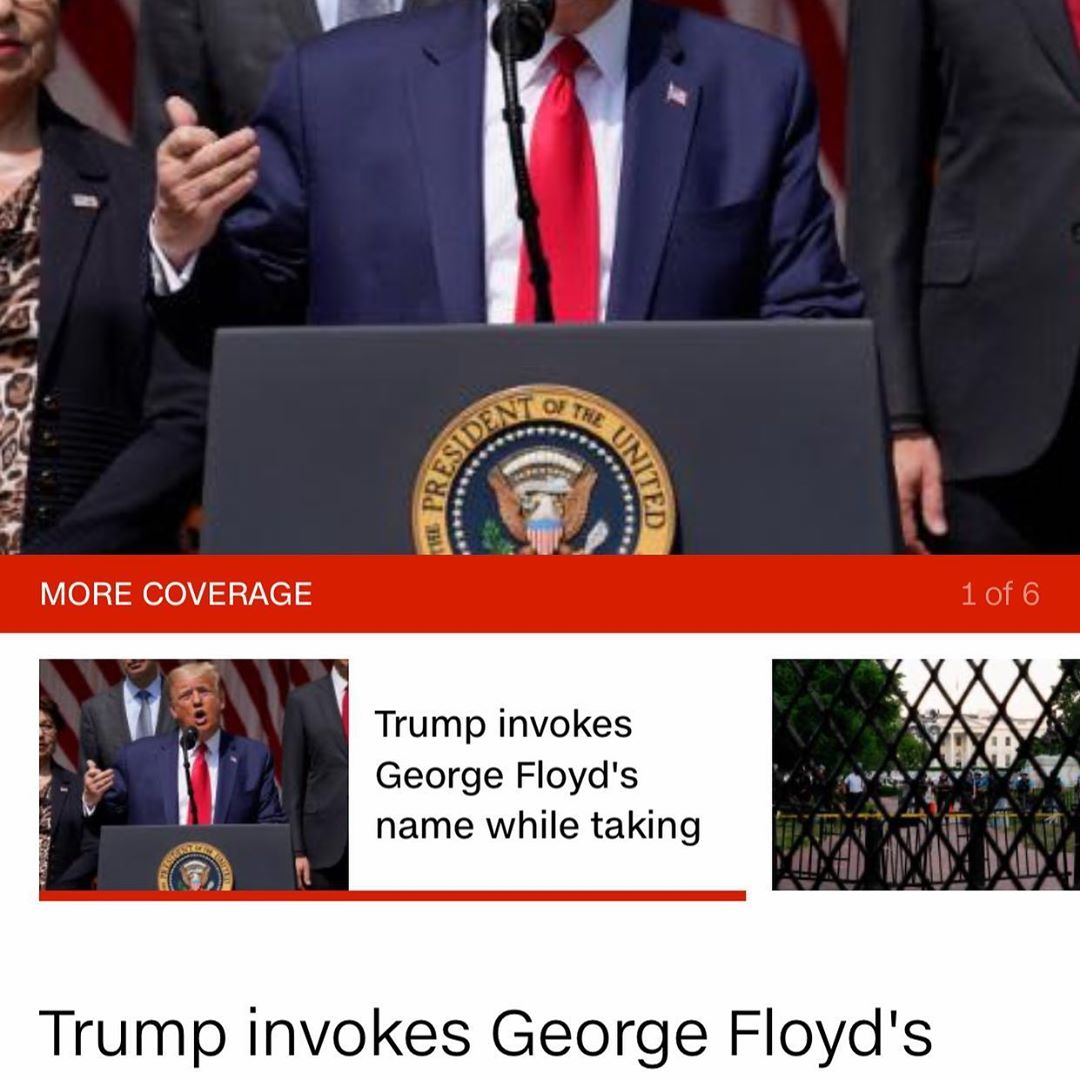 THE PRESIDENT OF THE UNITED
MORE COVERAGE
1 of 6
Trump invokes
George Floyd's
name while taking
Trump invokes George Floyd's